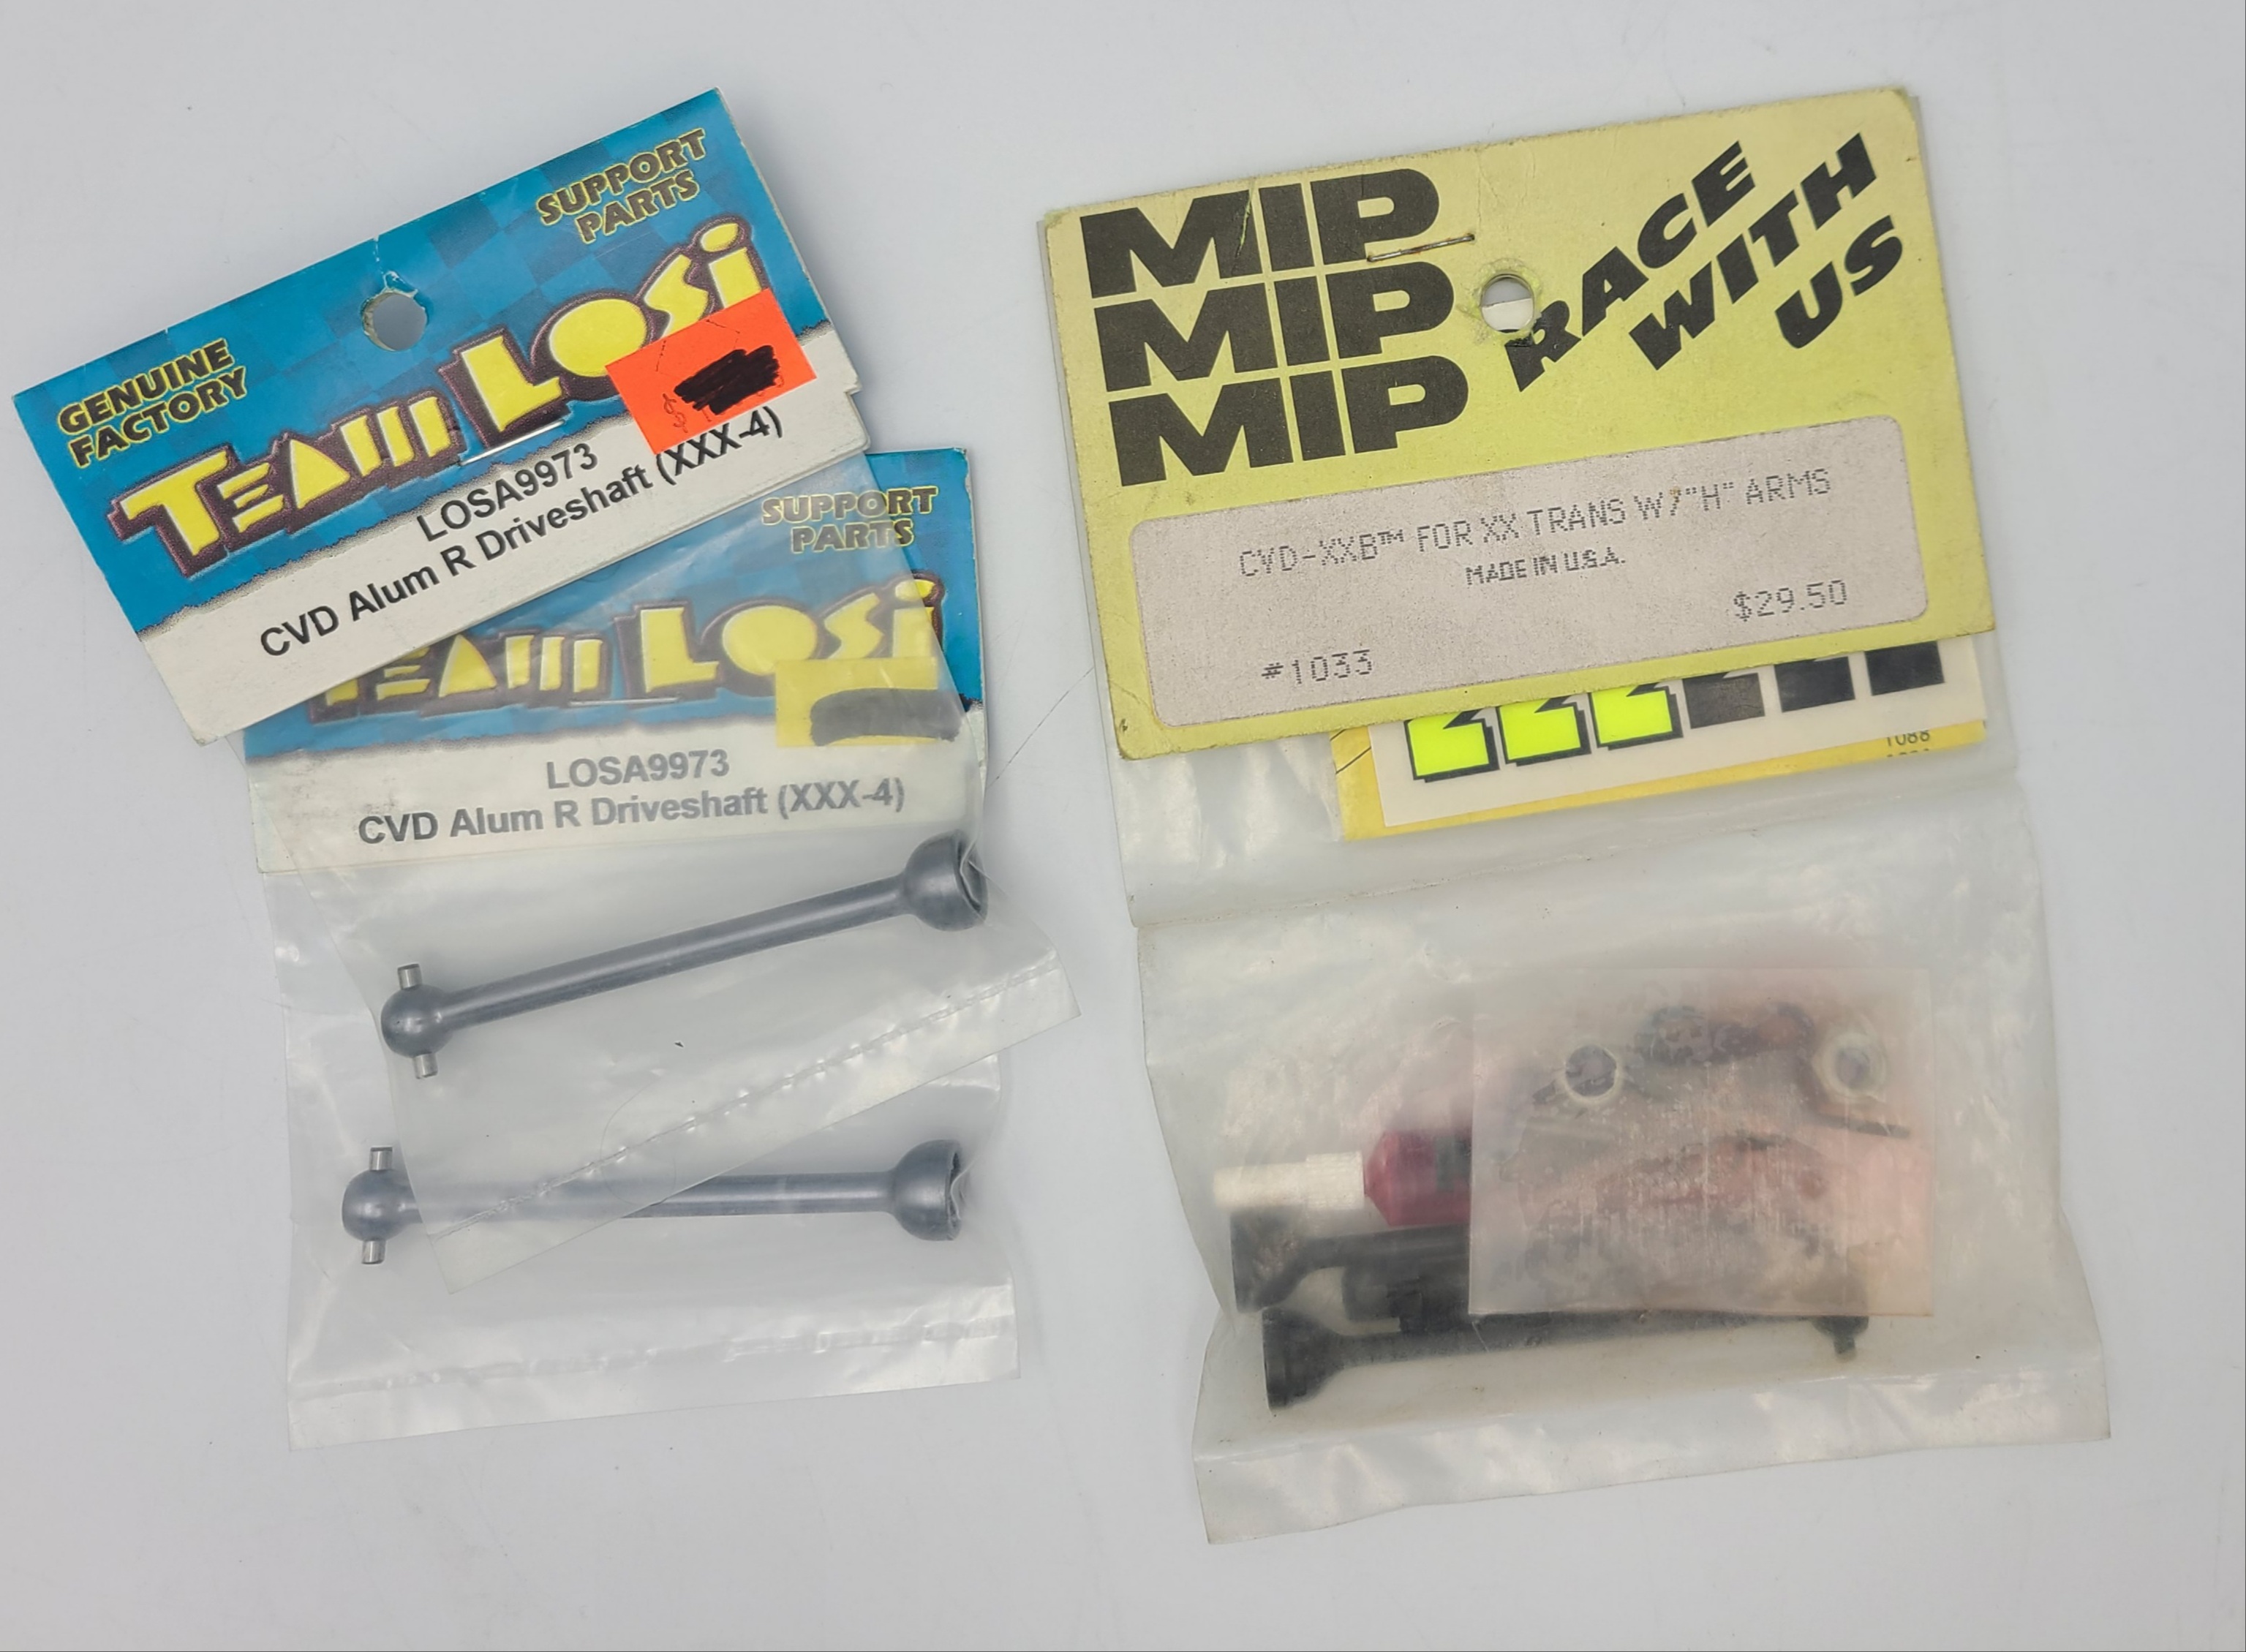 GENUINE
FACTORY
SUPPORT
PARTS
TEAM LOSI
$
LOSA9973
CVD Alum R Driveshaft (XXX-4)
SUPPORT
PARTS
TEAM LOSI
LOSA9973
CVD Alum R Driveshaft (XXX-4)
MIP
MIP
MIP
RACE
WITH
US
CVD-XXB™ FOR XX TRANS W/"H" ARMS
MADE IN U.S.A.
$29.50
#1033
1088